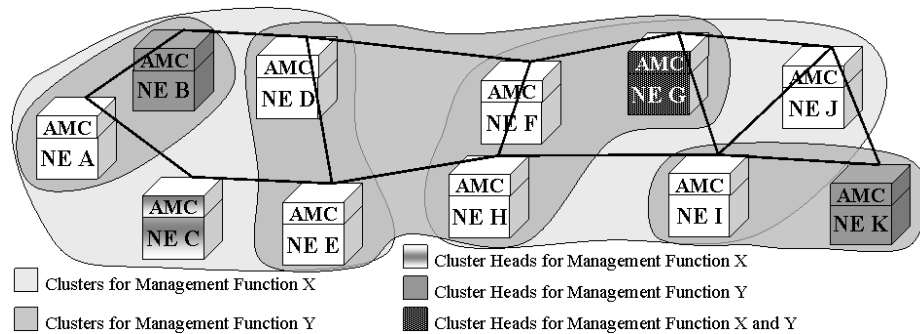 AMC
NE B
AMC
NE D
AMC
NE G
AMC
NE J
AMC
NE F
AMC
NE A
AMC
NE C
AMC
NE E
AMC
NE H
AMC
NE I
AMC
NE K
Clusters for Management Function X
Clusters for Management Function Y
Cluster Heads for Management Function X
Cluster Heads for Management Function Y
Cluster Heads for Management Function X and Y